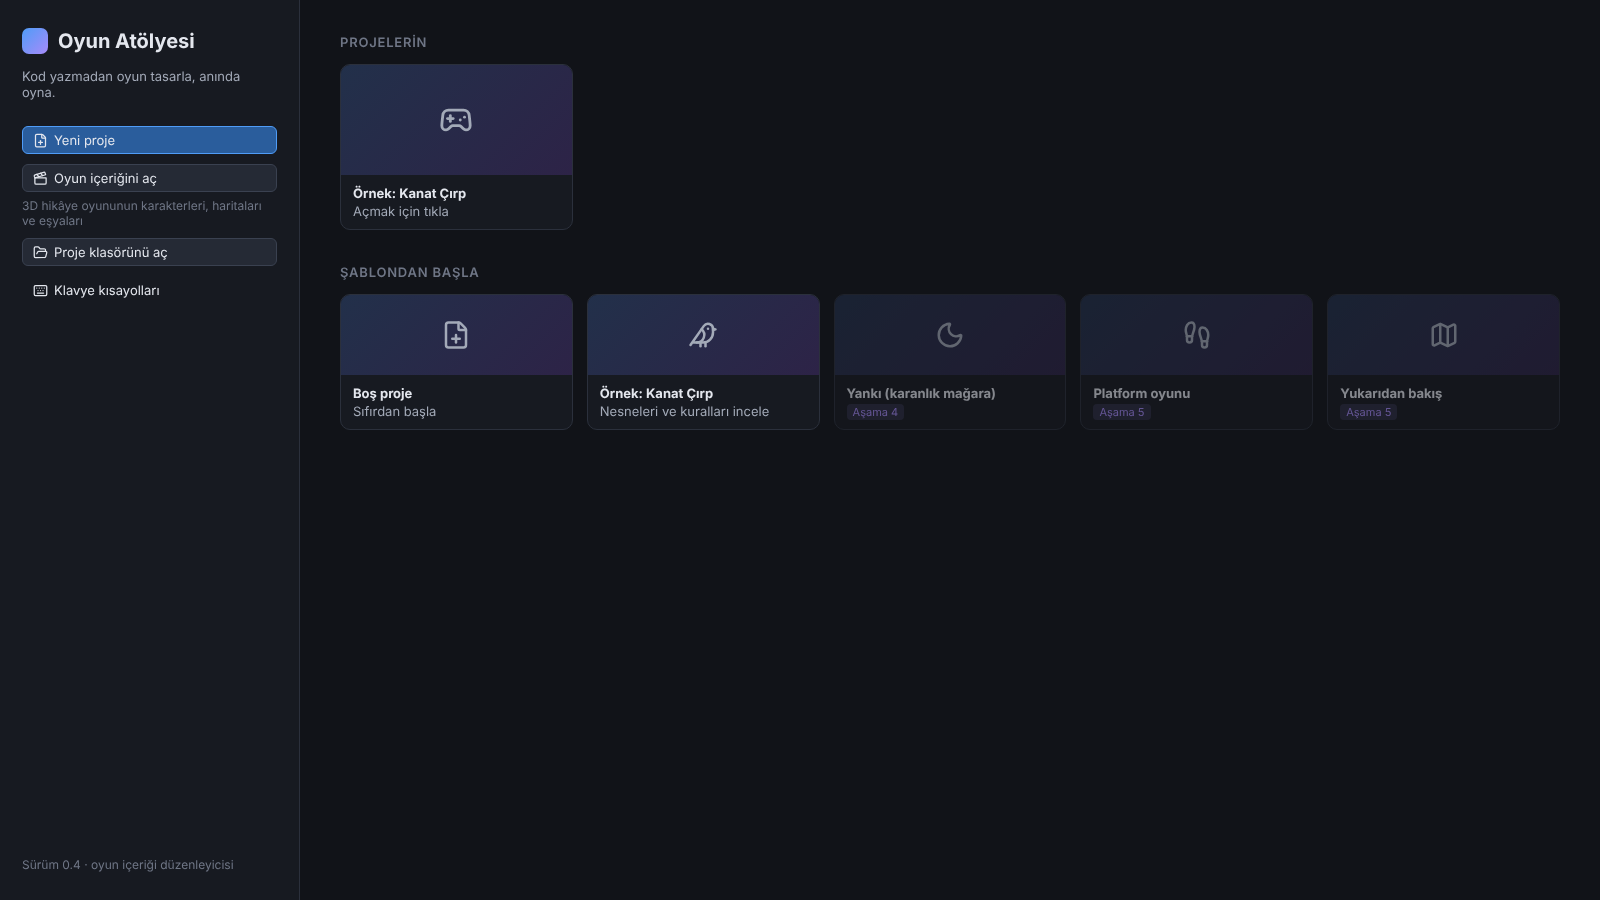 Oyun Atölyesi
Kod yazmadan oyun tasarla, anında
oyna.
Yeni proje
Oyun içeriğini aç
3D hikâye oyununun karakterleri, haritaları
ve eşyaları
Proje klasörünü aç
Klavye kısayolları
Sürüm 0.4 · oyun içeriği düzenleyicisi
PROJELERİN
Örnek: Kanat Çırp
Açmak için tıkla
ŞABLONDAN BAŞLA
Boş proje
Sıfırdan başla
Örnek: Kanat Çırp
Nesneleri ve kuralları incele
Yankı (karanlık mağara)
Aşama 4
Platform oyunu
Aşama 5
Yukarıdan bakış
Aşama 5